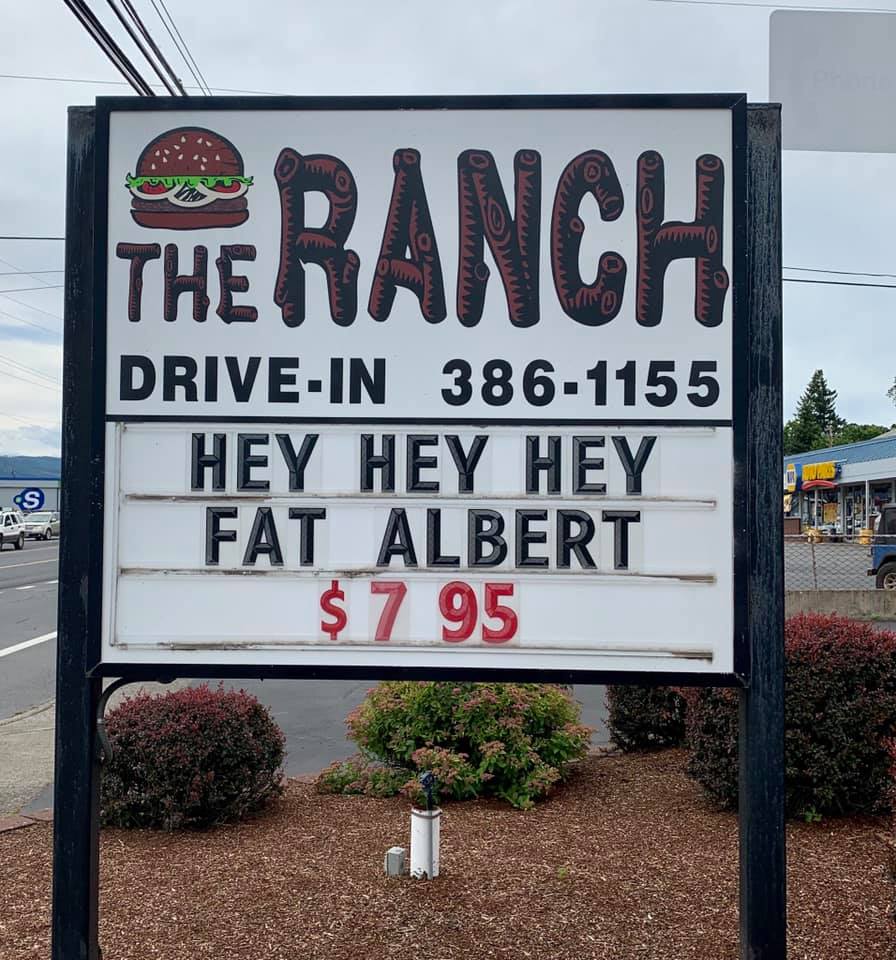 THE RANCH
DRIVE-IN 386-1155
HEY HEY HEY
FAT ALBERT
$7 95
S